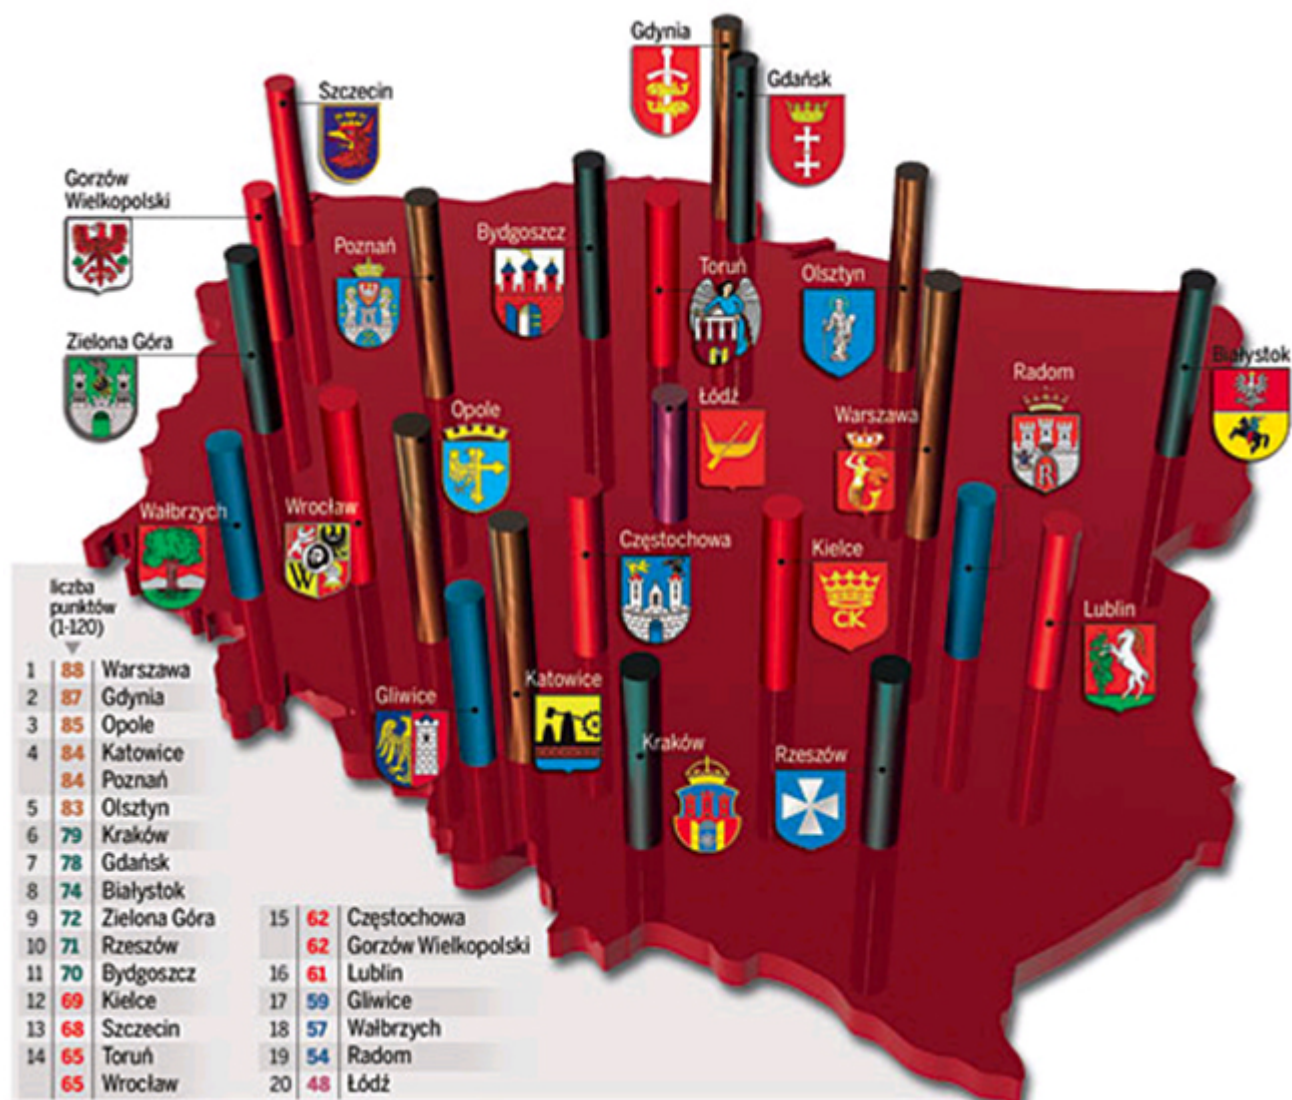 Gdynia
Gdańsk
Szczecin
Gorzów
Wielkopolski
Poznań
Bydgoszcz
Toruń
Olsztyn
Zielona Góra
Białystok
Radom
Łódź
Opole
Warszawa
Wałbrzych
Wrocław
Częstochowa
Kielce
CK
W
R
Lublin
Gliwice
Katowice
Kraków
Rzeszów
liczba
punktów
(1-120)
1 88 Warszawa
2 87 Gdynia
3 85 Opole
4 84 Katowice
84 Poznań
5 83 Olsztyn
6 79 Kraków
7 78 Gdańsk
8 74 Białystok
9 72 Zielona Góra
10 71 Rzeszów
11 70 Bydgoszcz
12 69 Kielce
13 68 Szczecin
14 65 Toruń
65 Wrocław
15 62 Częstochowa
62 Gorzów Wielkopolski
16 61 Lublin
17 59 Gliwice
18 57 Wałbrzych
19 54 Radom
20 48 Łódź